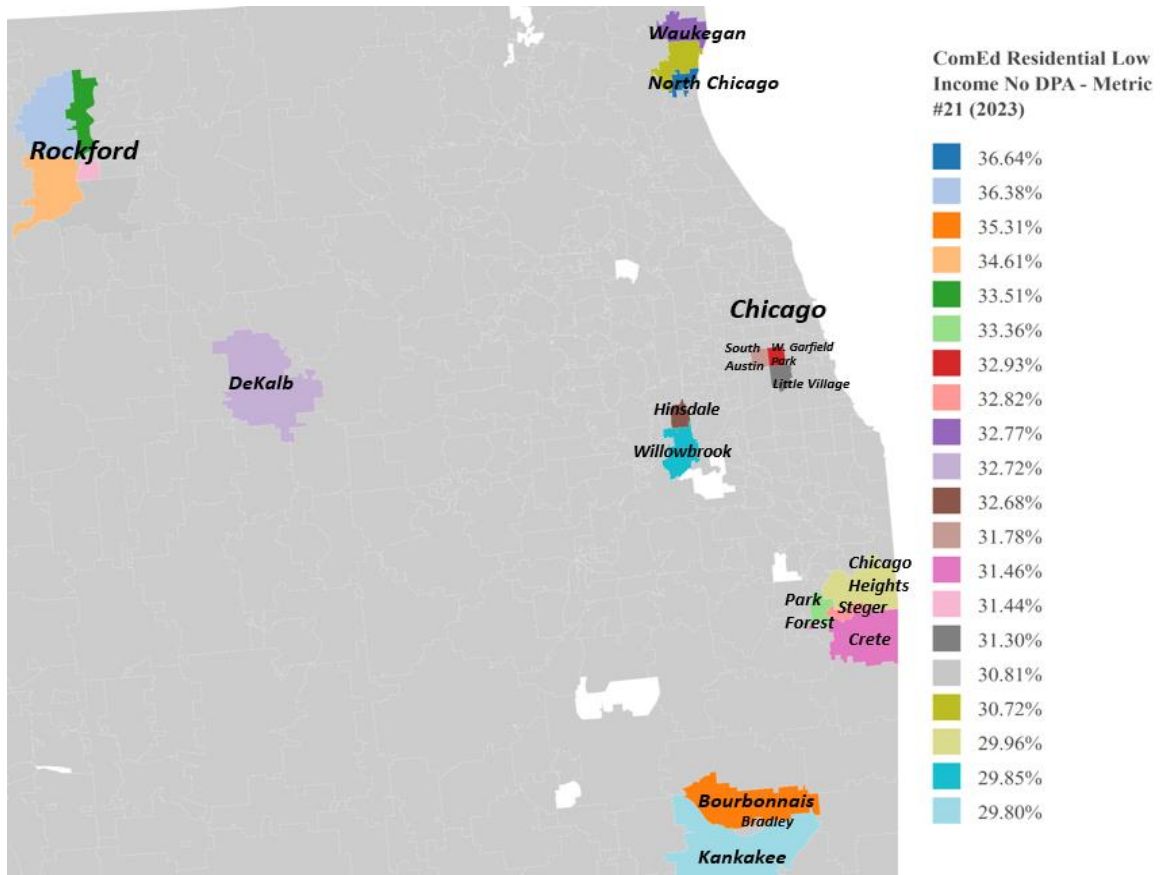 Waukegan
North Chicago
Rockford
Chicago
South
Austin
W. Garfield
Park
Little Village
DeKalb
Hinsdale
Willowbrook
Chicago
Heights
Park
Forest
Steger
Crete
Bourbonnais
Bradley
Kankakee
ComEd Residential Low
Income No DPA - Metric
#21 (2023)
36.64%
36.38%
35.31%
34.61%
33.51%
33.36%
32.93%
32.82%
32.77%
32.72%
32.68%
31.78%
31.46%
31.44%
31.30%
30.81%
30.72%
29.96%
29.85%
29.80%